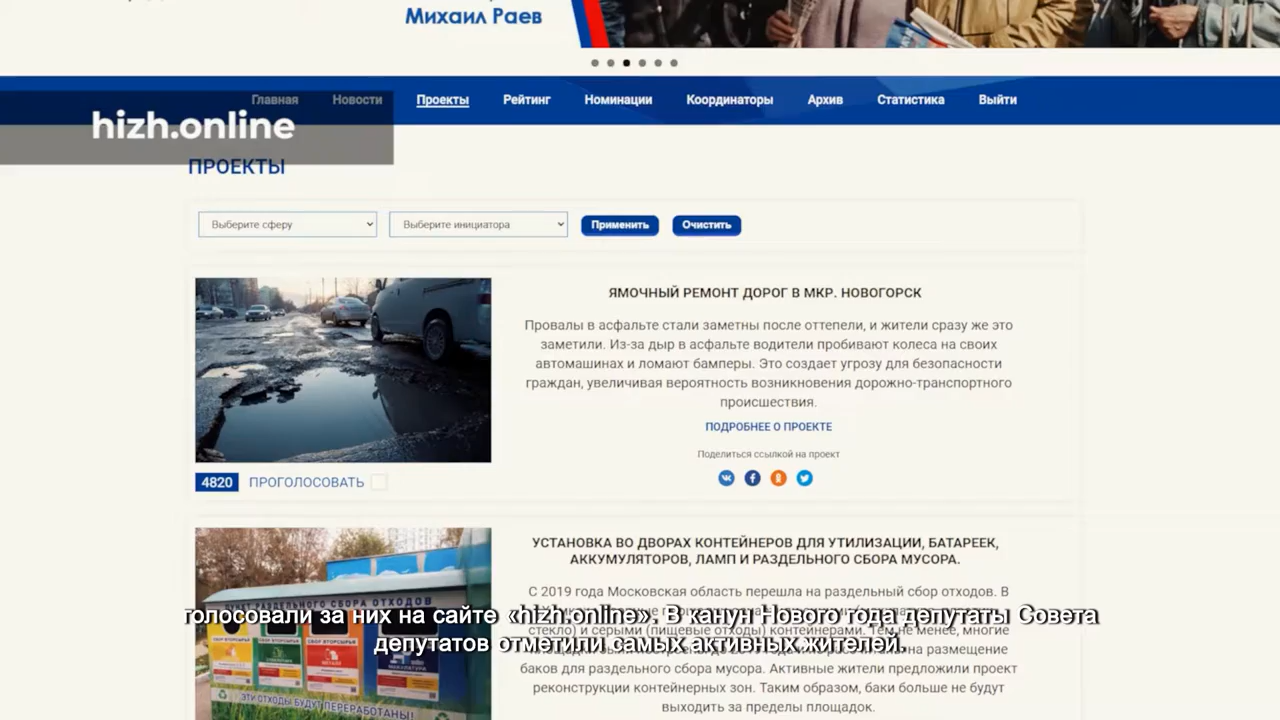 Михаил Раев
Главная Новости Проекты Рейтинг Номинации Координаторы Архив Статистика Выйти
hizh.online
ПРОЕКТЫ
Выберите сферу Выберите инициатора Применить Очистить
ЯМОЧНЫЙ РЕМОНТ ДОРОГ В МКР. НОВОГОРСК
Провалы в асфальте стали заметны после оттепели, и жители сразу же это
заметили. Из-за дыр в асфальте водители пробивают колеса на своих
автомашинах и ломают бамперы. Это создает угрозу для безопасности
граждан, увеличивая вероятность возникновения дорожно-транспортного
происшествия.
ПОДРОБНЕЕ О ПРОЕКТЕ
Поделиться ссылкой на проект
4820 ПРОГОЛОСОВАТЬ
УСТАНОВКА ВО ДВОРАХ КОНТЕЙНЕРОВ ДЛЯ УТИЛИЗАЦИИ, БАТАРЕЕК,
АККУМУЛЯТОРОВ, ЛАМП И РАЗДЕЛЬНОГО СБОРА МУСОРА.
С 2019 года Московская область перешла на раздельный сбор отходов. В
ПУНКТ РАЗДЕЛЬНОГО СБОРА ОТХОДОВ
голосовали за них на сайте «hizh.online». В канун Нового года депутаты Совета
депутатов отметили самых активных жителей.
стекло) и серыми (пищевые отходы) контейнерами. Тем не менее, многие
на размещение
баков для раздельного сбора мусора. Активные жители предложили проект
реконструкции контейнерных зон. Таким образом, баки больше не будут
выходить за пределы площадок.
ЭТИ ОТХОДЫ БУДУТ ПЕРЕРАБОТАНЫ!